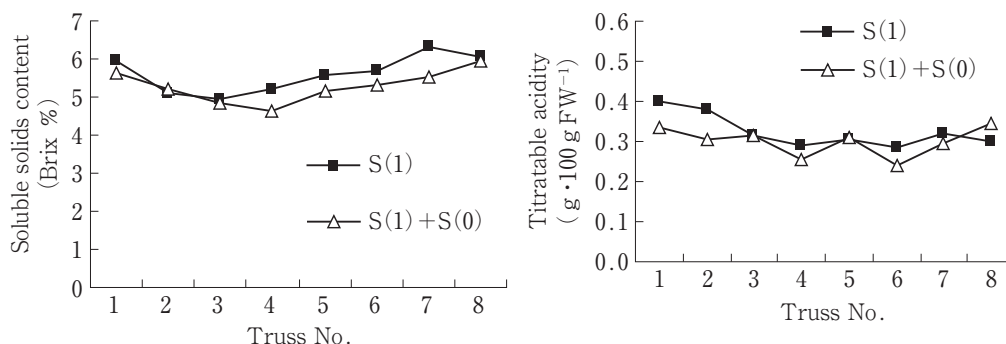 Soluble solids content
(Brix %)
7
6
5
4
3
2
1
0
S(1)
S(1)+S(0)
1 2 3 4 5 6 7 8
Truss No.
Titratable acidity
(g·100 g FW⁻¹)
0.6
0.5
0.4
0.3
0.2
0.1
0.0
S(1)
S(1)+S(0)
1 2 3 4 5 6 7 8
Truss No.